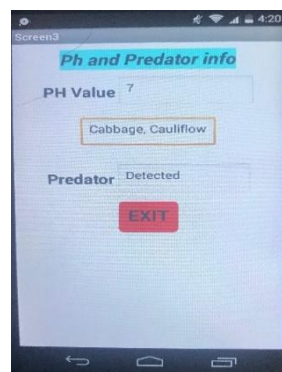 4:20
Screen3
Ph and Predator info
PH Value 7
Cabbage, Cauliflow
Predator Detected
EXIT